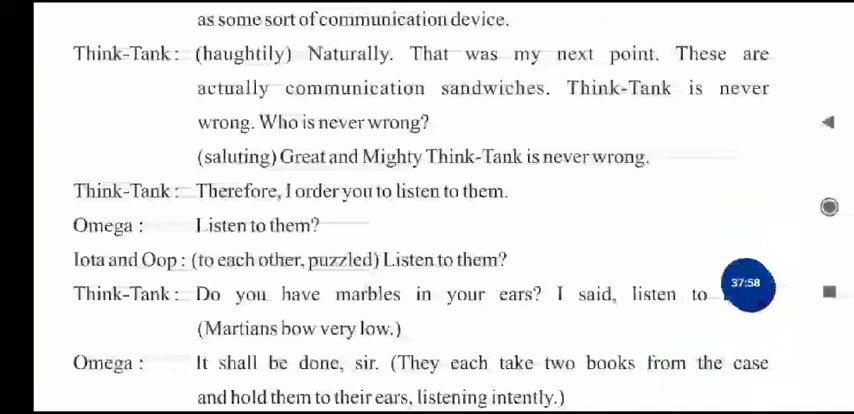 as some sort of communication device.
Think-Tank : (haughtily) Naturally. That was my next point. These are
actually communication sandwiches. Think-Tank is never
wrong. Who is never wrong?
(saluting) Great and Mighty Think-Tank is never wrong.
Think-Tank : Therefore, I order you to listen to them.
Omega : Listen to them?
Iota and Oop : (to each other, puzzled) Listen to them?
Think-Tank : Do you have marbles in your ears? I said, listen to
37:58
(Martians bow very low.)
Omega : It shall be done, sir. (They each take two books from the case
and hold them to their ears, listening intently.)